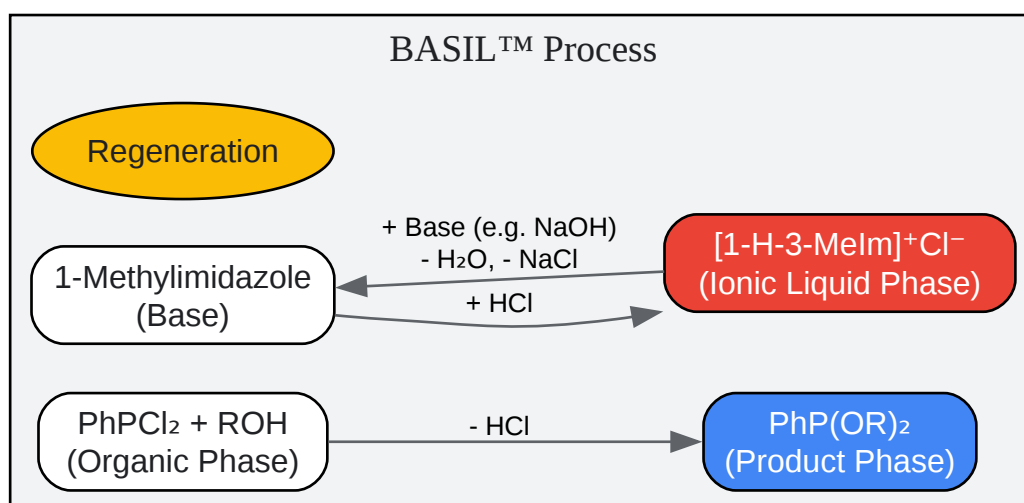 BASIL™ Process
Regeneration
+ Base (e.g. NaOH)
- H₂O, - NaCl
[1-H-3-MeIm]⁺Cl⁻
(Ionic Liquid Phase)
1-Methylimidazole
(Base)
+ HCl
PhPCl₂ + ROH
(Organic Phase)
- HCl
PhP(OR)₂
(Product Phase)